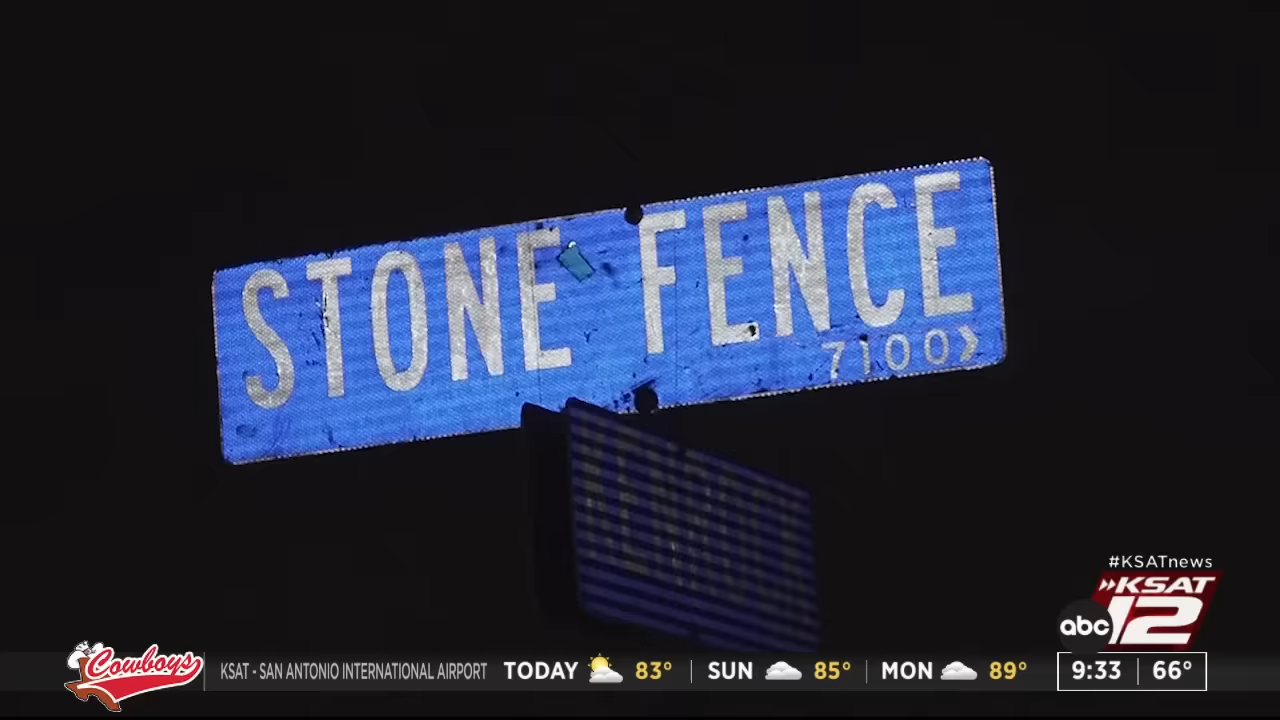 STONE FENCE
7100
#KSATnews
KSAT
abc 12
Cowboys
KSAT - SAN ANTONIO INTERNATIONAL AIRPORT TODAY 83° SUN 85° MON 89°
9:33 66°